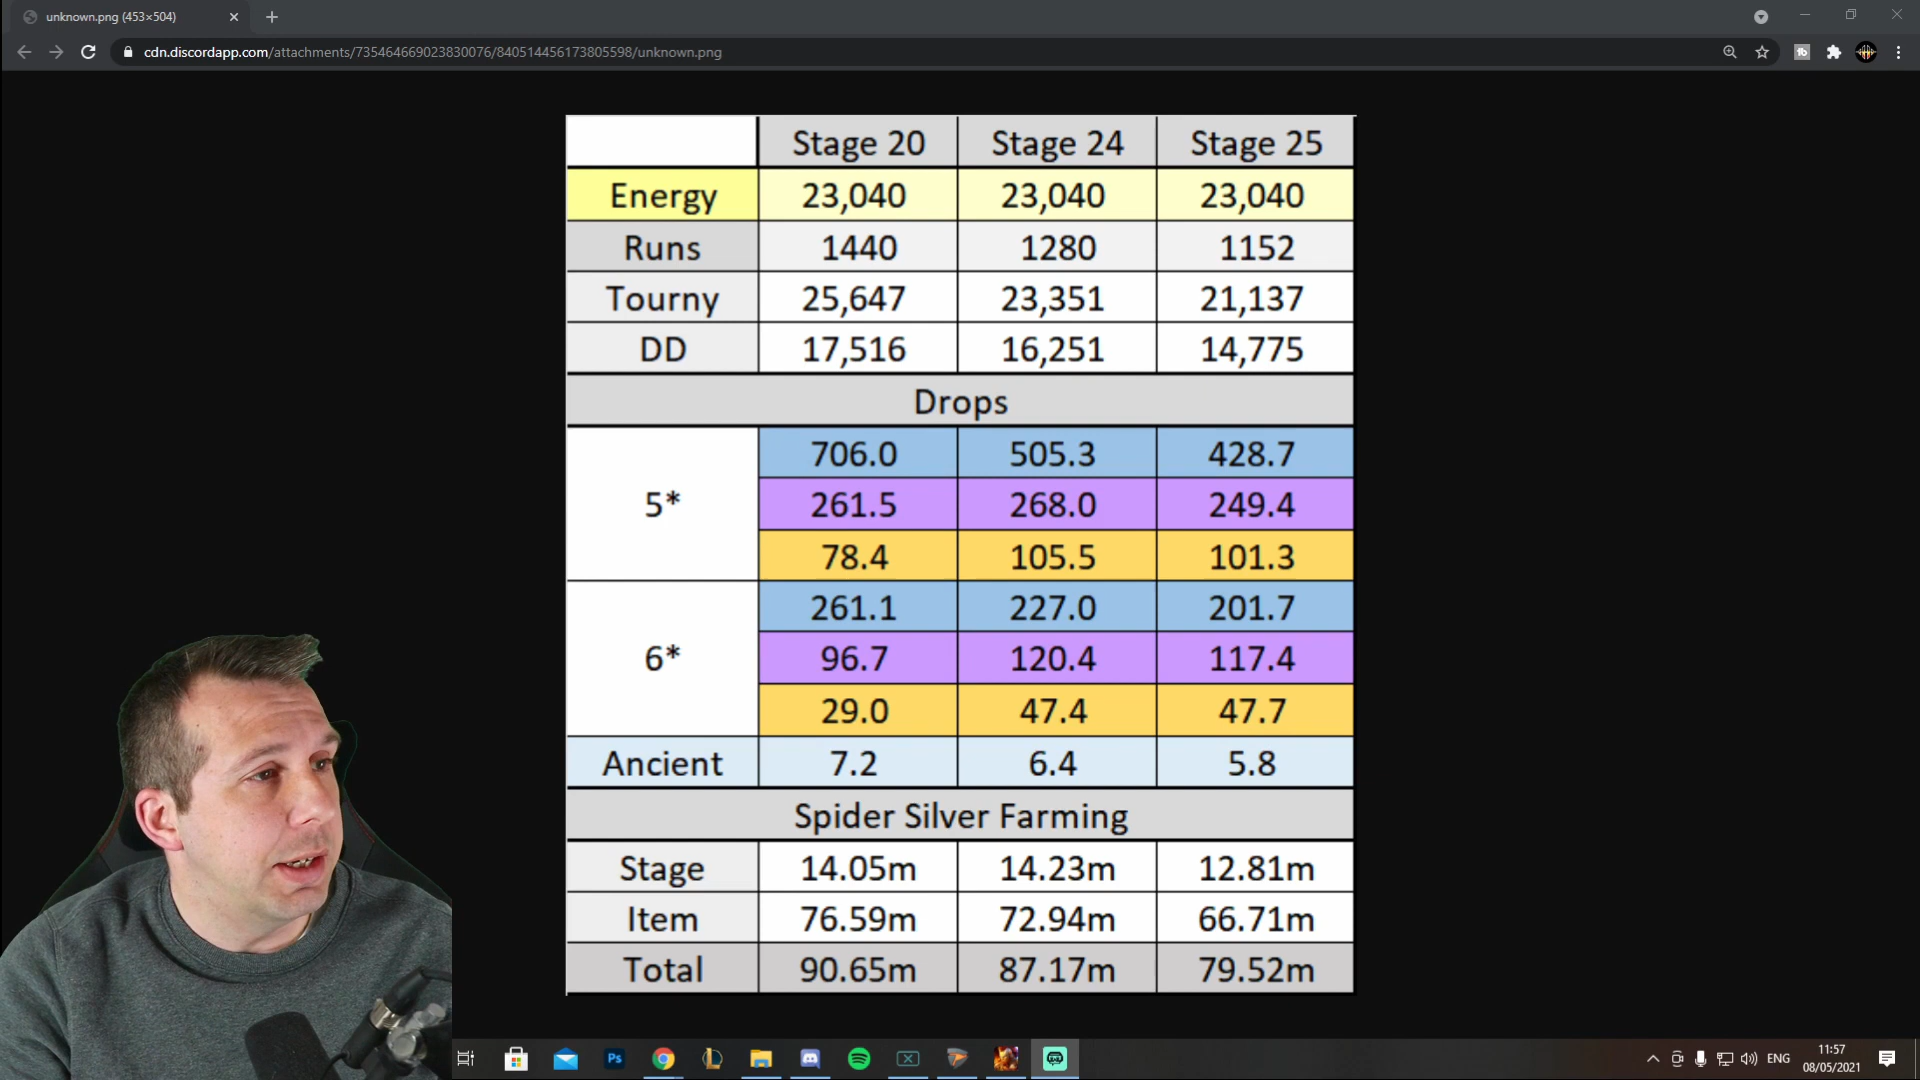 unknown.png (453×504)
cdn.discordapp.com/attachments/735464669023830076/840514456173805598/unknown.png
Stage 20 Stage 24 Stage 25
Energy 23,040 23,040 23,040
Runs 1440 1280 1152
Tourny 25,647 23,351 21,137
DD 17,516 16,251 14,775
Drops
706.0 505.3 428.7
5* 261.5 268.0 249.4
78.4 105.5 101.3
261.1 227.0 201.7
6* 96.7 120.4 117.4
29.0 47.4 47.7
Ancient 7.2 6.4 5.8
Spider Silver Farming
Stage 14.05m 14.23m 12.81m
Item 76.59m 72.94m 66.71m
Total 90.65m 87.17m 79.52m
Ps
ENG
11:57
08/05/2021